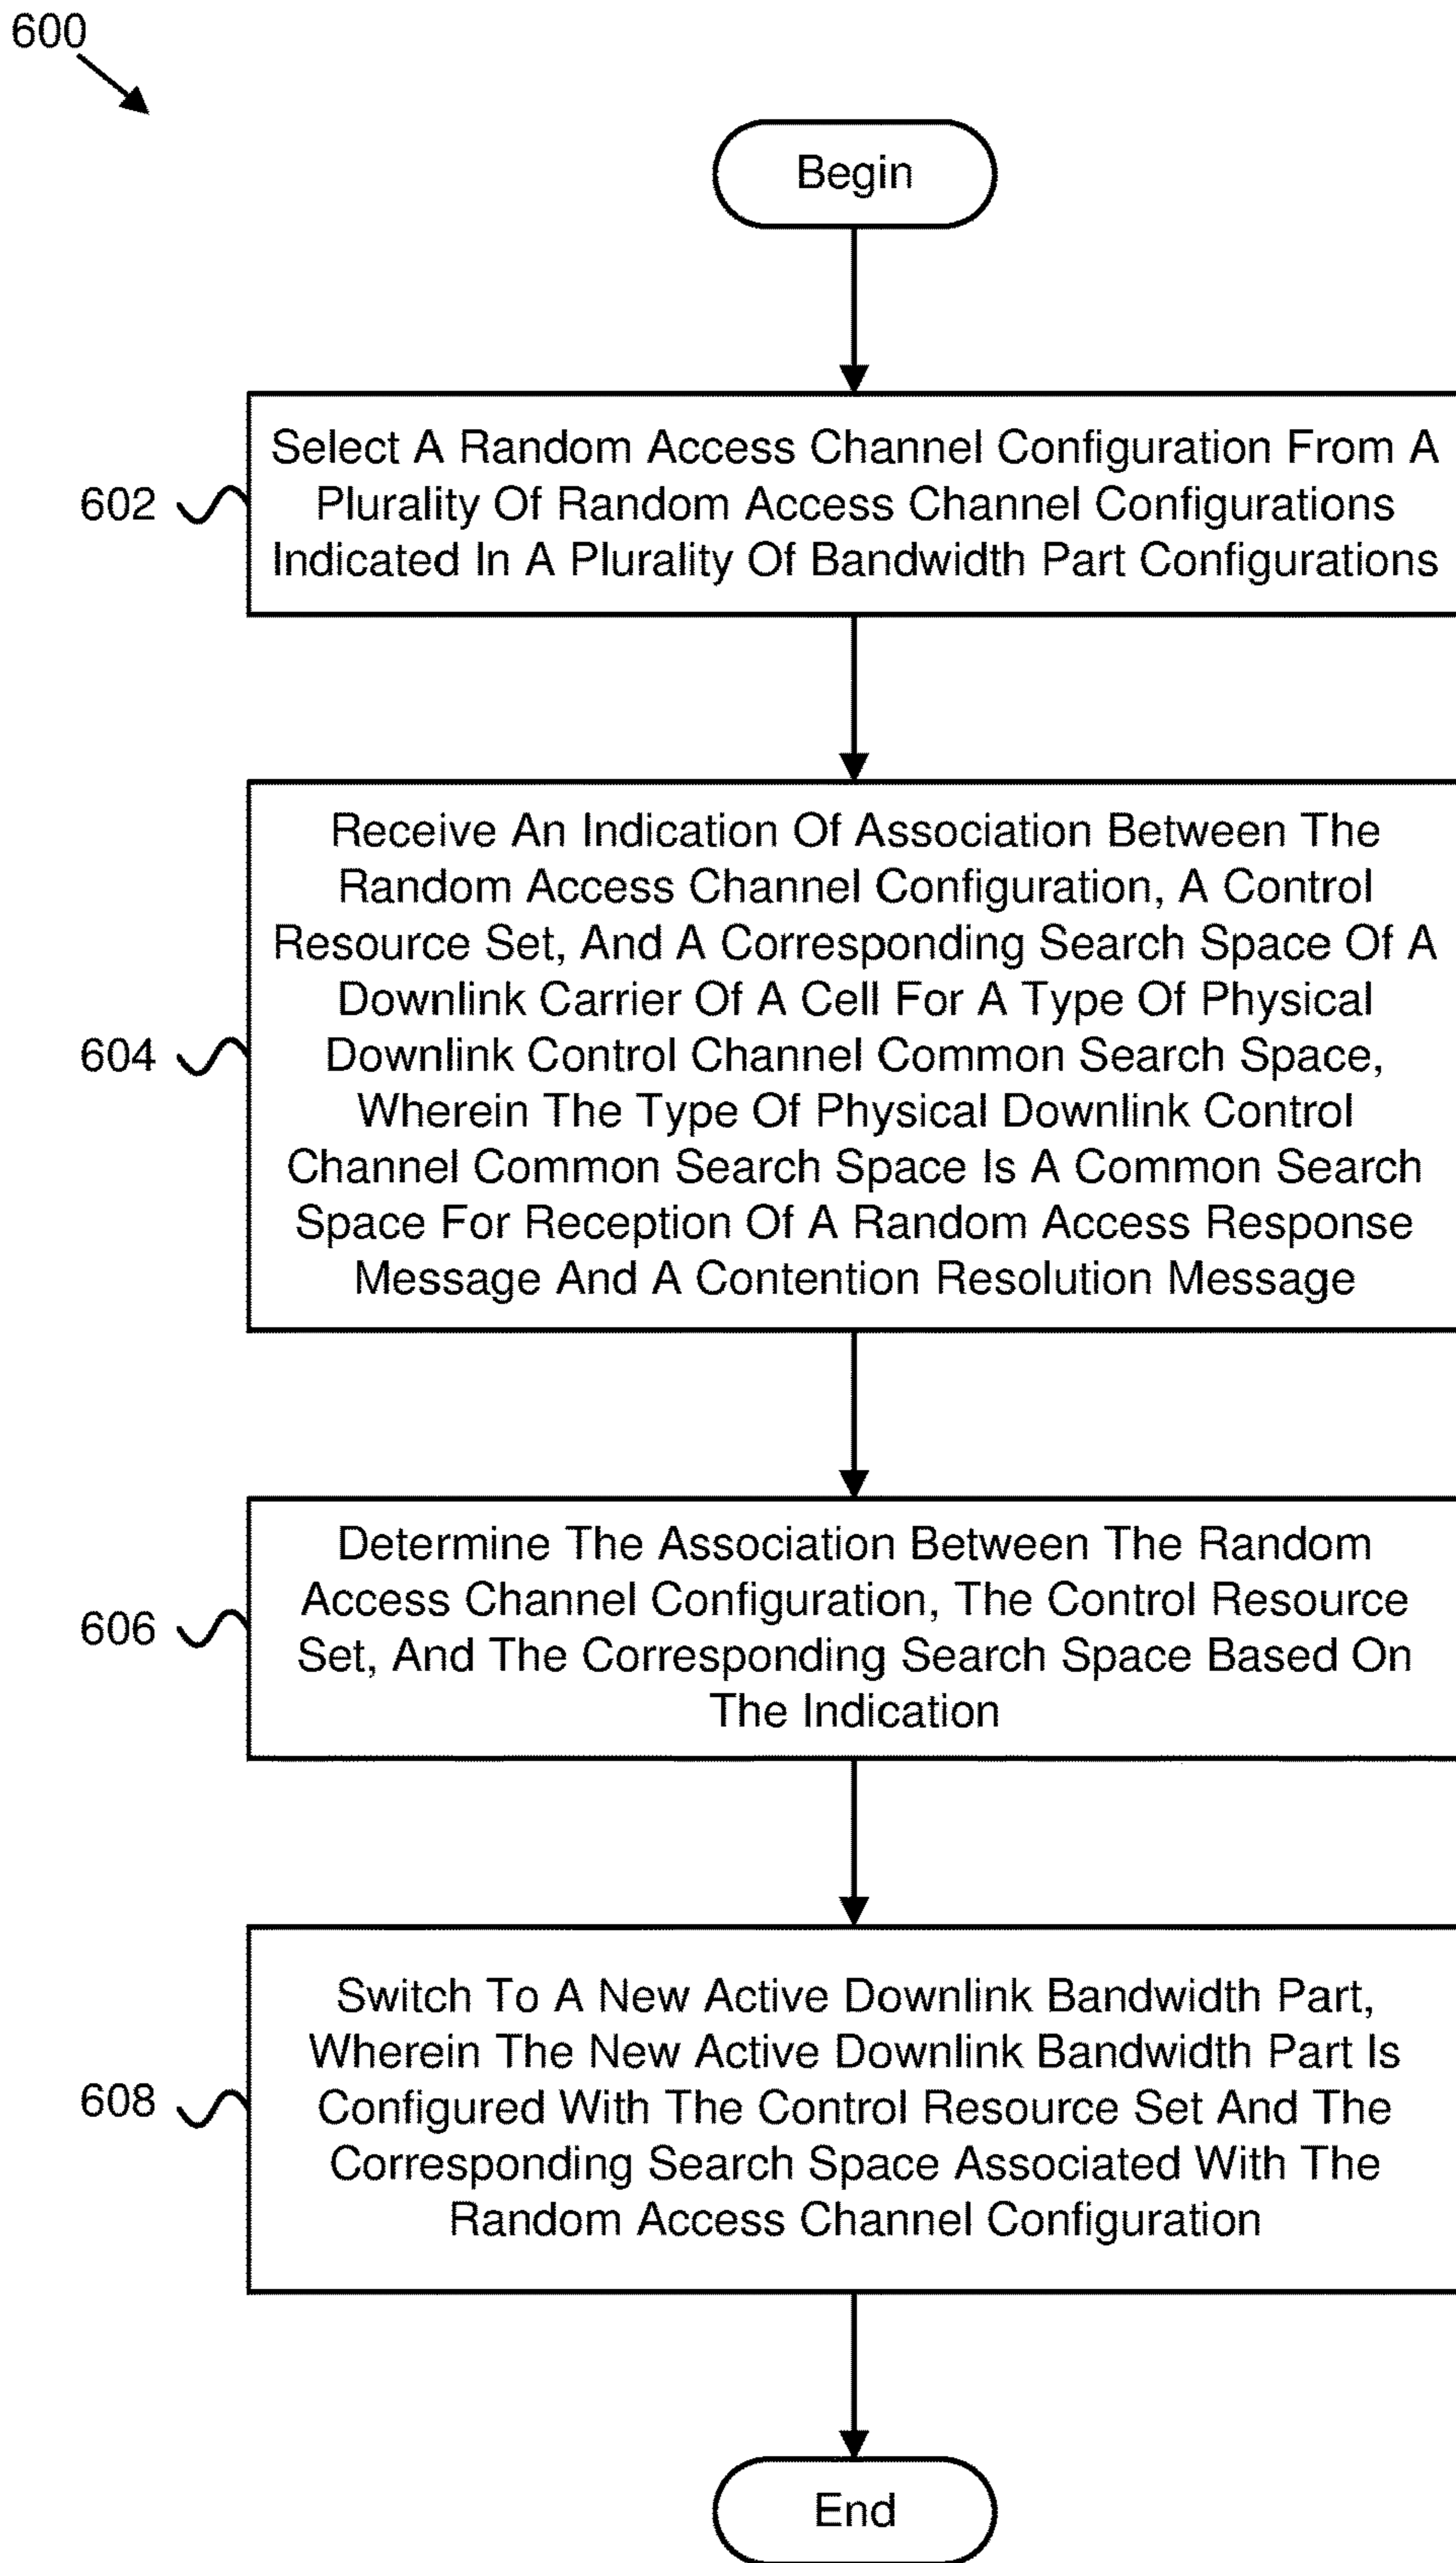 600
Begin
602
Select A Random Access Channel Configuration From A
Plurality Of Random Access Channel Configurations
Indicated In A Plurality Of Bandwidth Part Configurations
604
Receive An Indication Of Association Between The
Random Access Channel Configuration, A Control
Resource Set, And A Corresponding Search Space Of A
Downlink Carrier Of A Cell For A Type Of Physical
Downlink Control Channel Common Search Space,
Wherein The Type Of Physical Downlink Control
Channel Common Search Space Is A Common Search
Space For Reception Of A Random Access Response
Message And A Contention Resolution Message
606
Determine The Association Between The Random
Access Channel Configuration, The Control Resource
Set, And The Corresponding Search Space Based On
The Indication
608
Switch To A New Active Downlink Bandwidth Part,
Wherein The New Active Downlink Bandwidth Part Is
Configured With The Control Resource Set And The
Corresponding Search Space Associated With The
Random Access Channel Configuration
End